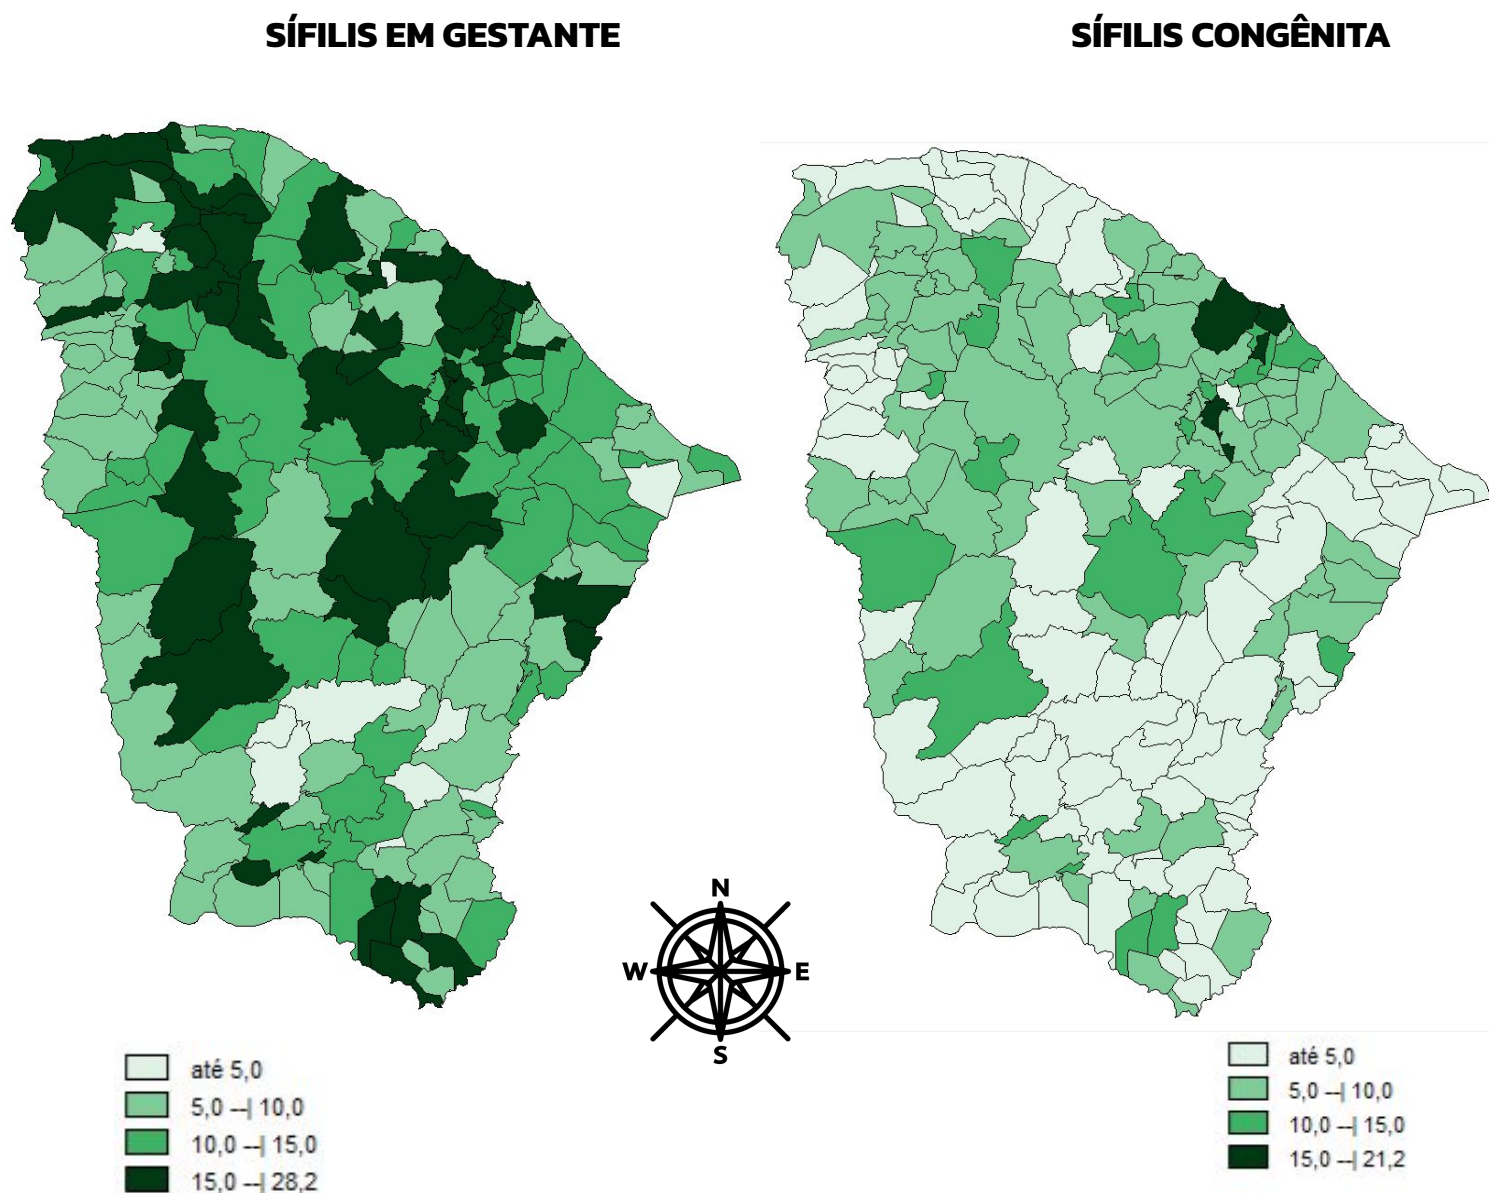 SÍFILIS EM GESTANTE
SÍFILIS CONGÊNITA
N
W
E
S
até 5,0
5,0 --| 10,0
10,0 --| 15,0
15,0 --| 28,2
até 5,0
5,0 --| 10,0
10,0 --| 15,0
15,0 --| 21,2